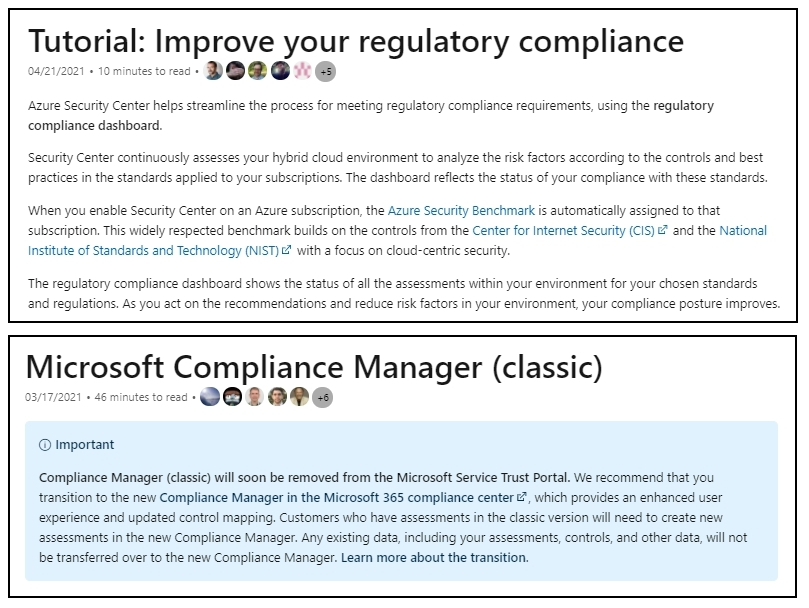 Tutorial: Improve your regulatory compliance
04/21/2021 • 10 minutes to read • +5
Azure Security Center helps streamline the process for meeting regulatory compliance requirements, using the regulatory
compliance dashboard.
Security Center continuously assesses your hybrid cloud environment to analyze the risk factors according to the controls and best
practices in the standards applied to your subscriptions. The dashboard reflects the status of your compliance with these standards.
When you enable Security Center on an Azure subscription, the Azure Security Benchmark is automatically assigned to that
subscription. This widely respected benchmark builds on the controls from the Center for Internet Security (CIS) and the National
Institute of Standards and Technology (NIST) with a focus on cloud-centric security.
The regulatory compliance dashboard shows the status of all the assessments within your environment for your chosen standards
and regulations. As you act on the recommendations and reduce risk factors in your environment, your compliance posture improves.
Microsoft Compliance Manager (classic)
03/17/2021 • 46 minutes to read • +6
Important
Compliance Manager (classic) will soon be removed from the Microsoft Service Trust Portal. We recommend that you
transition to the new Compliance Manager in the Microsoft 365 compliance center, which provides an enhanced user
experience and updated control mapping. Customers who have assessments in the classic version will need to create new
assessments in the new Compliance Manager. Any existing data, including your assessments, controls, and other data, will not
be transferred over to the new Compliance Manager. Learn more about the transition.